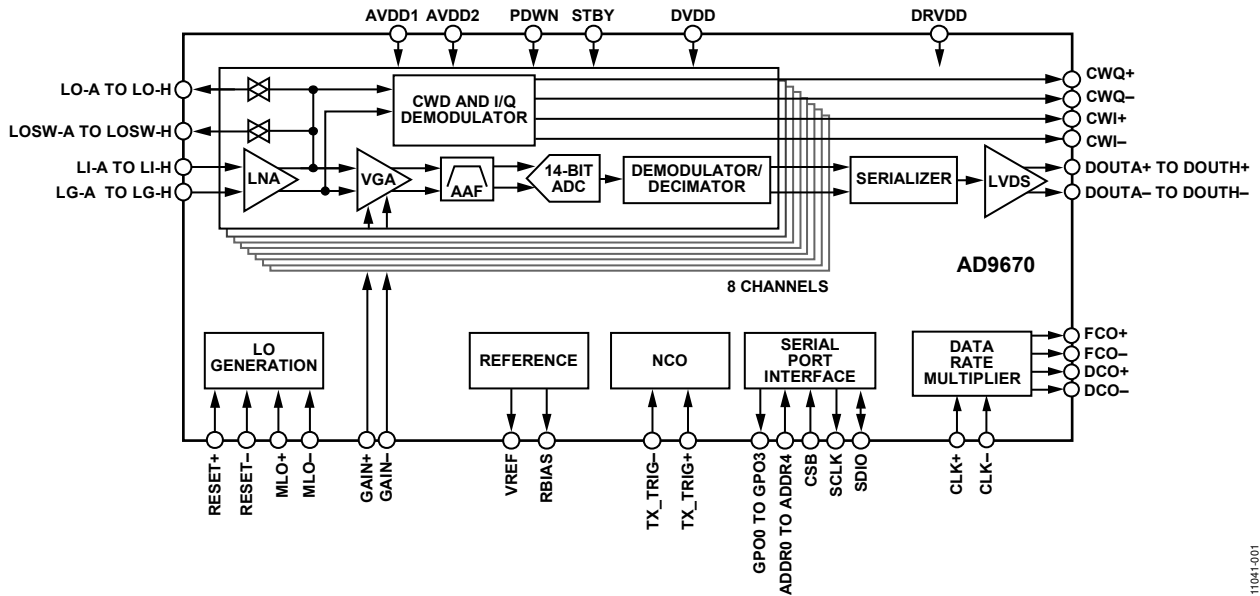 AVDD1
AVDD2
PDWN
STBY
DVDD
DRVDD
LO-A TO LO-H
LOSW-A TO LOSW-H
LI-A TO LI-H
LG-A TO LG-H
CWD AND I/Q
DEMODULATOR
LNA
VGA
AAF
14-BIT
ADC
DEMODULATOR/
DECIMATOR
SERIALIZER
LVDS
CWQ+
CWQ–
CWI+
CWI–
DOUTA+ TO DOUTH+
DOUTA– TO DOUTH–
AD9670
8 CHANNELS
LO
GENERATION
REFERENCE
NCO
SERIAL
PORT
INTERFACE
DATA
RATE
MULTIPLIER
FCO+
FCO–
DCO+
DCO–
RESET+
RESET–
MLO+
MLO–
GAIN+
GAIN–
VREF
RBIAS
TX_TRIG–
TX_TRIG+
GPO0 TO GPO3
ADDR0 TO ADDR4
CSB
SCLK
SDIO
CLK+
CLK–
11041-001